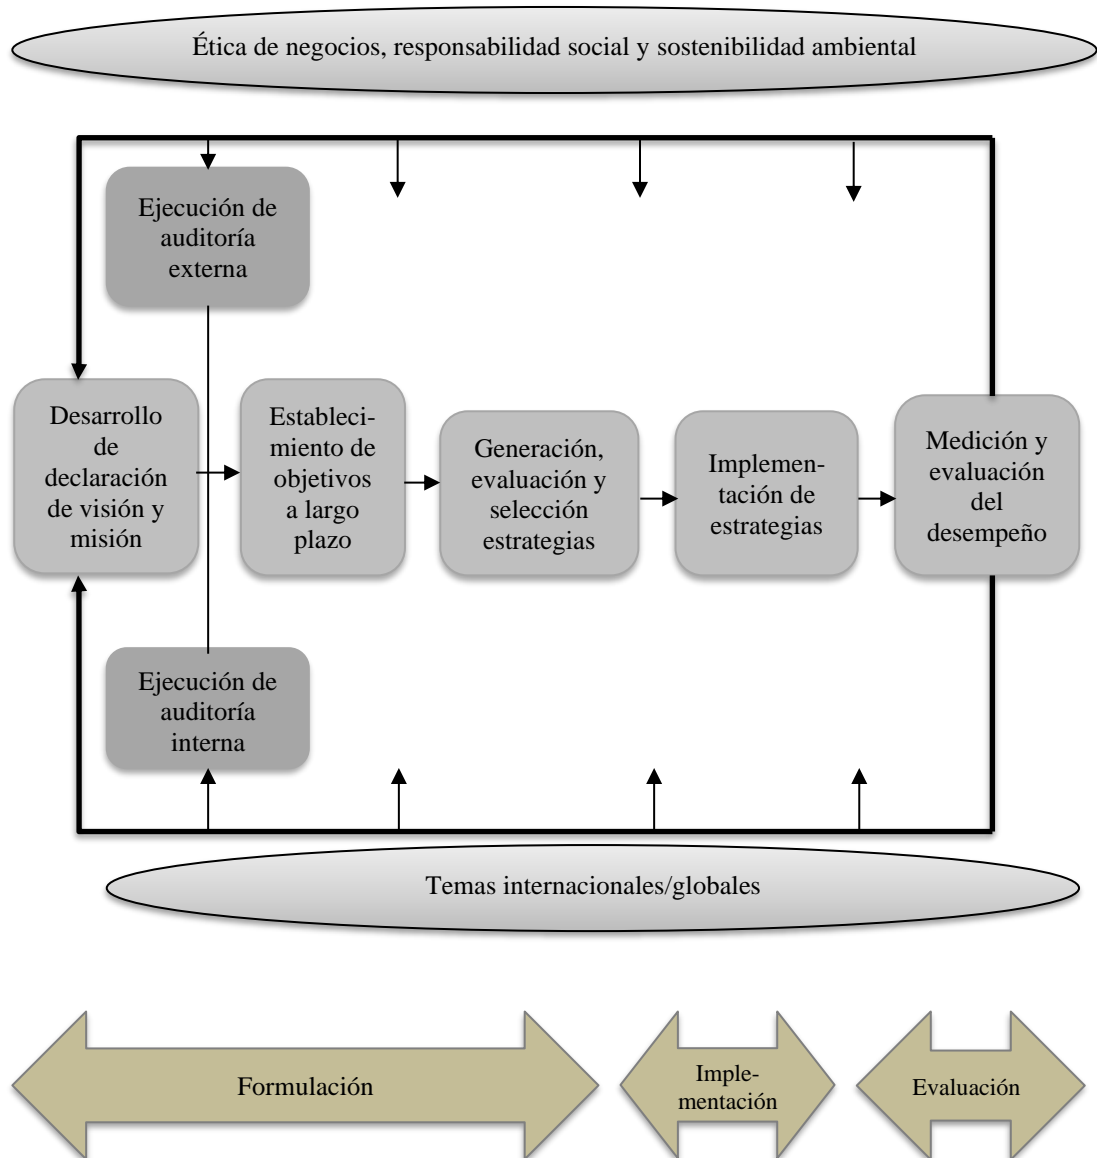 Ética de negocios, responsabilidad social y sostenibilidad ambiental
Ejecución de
auditoría
externa
Desarrollo
de
declaración
de visión y
misión
Estableci-
miento de
objetivos
a largo
plazo
Generación,
evaluación y
selección
estrategias
Implemen-
tación de
estrategias
Medición y
evaluación
del
desempeño
Ejecución de
auditoría
interna
Temas internacionales/globales
Formulación
Imple-
mentación
Evaluación